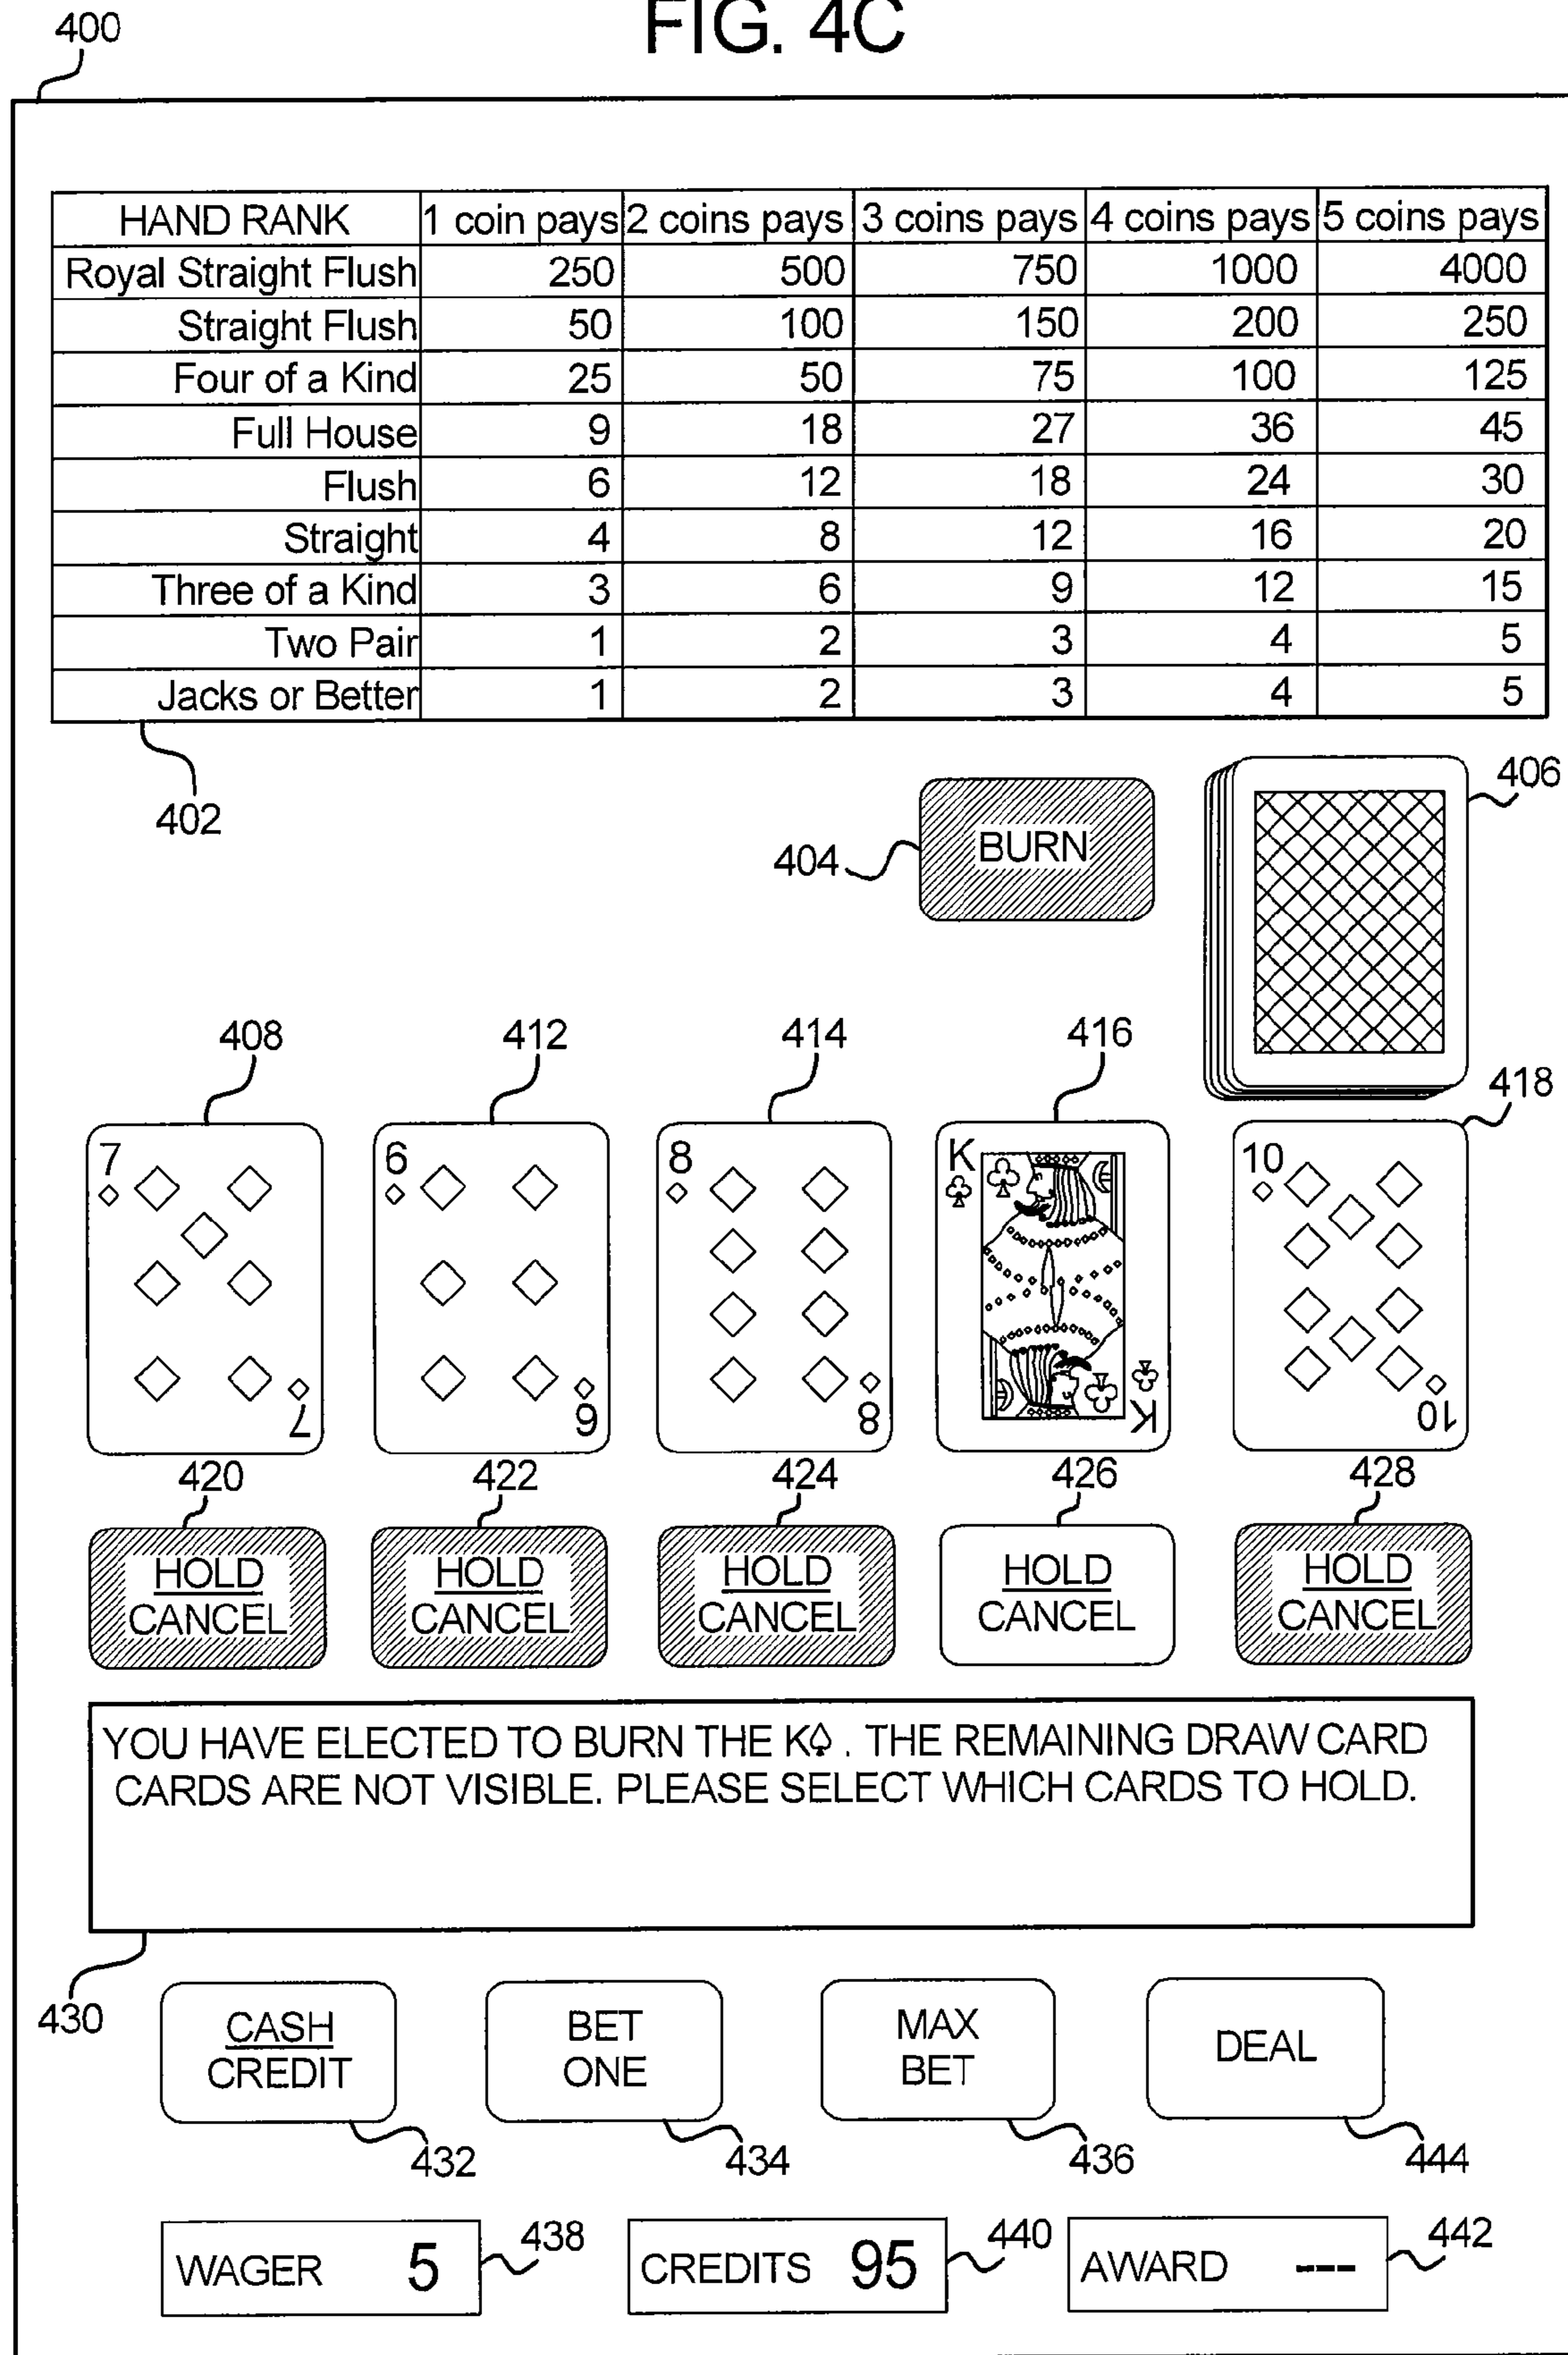 FIG. 4C
400
HAND RANK 1 coin pays 2 coins pays 3 coins pays 4 coins pays 5 coins pays
Royal Straight Flush 250 500 750 1000 4000
Straight Flush 50 100 150 200 250
Four of a Kind 25 50 75 100 125
Full House 9 18 27 36 45
Flush 6 12 18 24 30
Straight 4 8 12 16 20
Three of a Kind 3 6 9 12 15
Two Pair 1 2 3 4 5
Jacks or Better 1 2 3 4 5
402
404
BURN
406
408 412 414 416 418
7 6 8 K 10
7 6 8 K 10
420 422 424 426 428
HOLD CANCEL
HOLD CANCEL
HOLD CANCEL
HOLD CANCEL
HOLD CANCEL
YOU HAVE ELECTED TO BURN THE K♤. THE REMAINING DRAW CARD
CARDS ARE NOT VISIBLE. PLEASE SELECT WHICH CARDS TO HOLD.
430
CASH CREDIT
BET ONE
MAX BET
DEAL
432 434 436 444
WAGER 5 438
CREDITS 95 440
AWARD --- 442